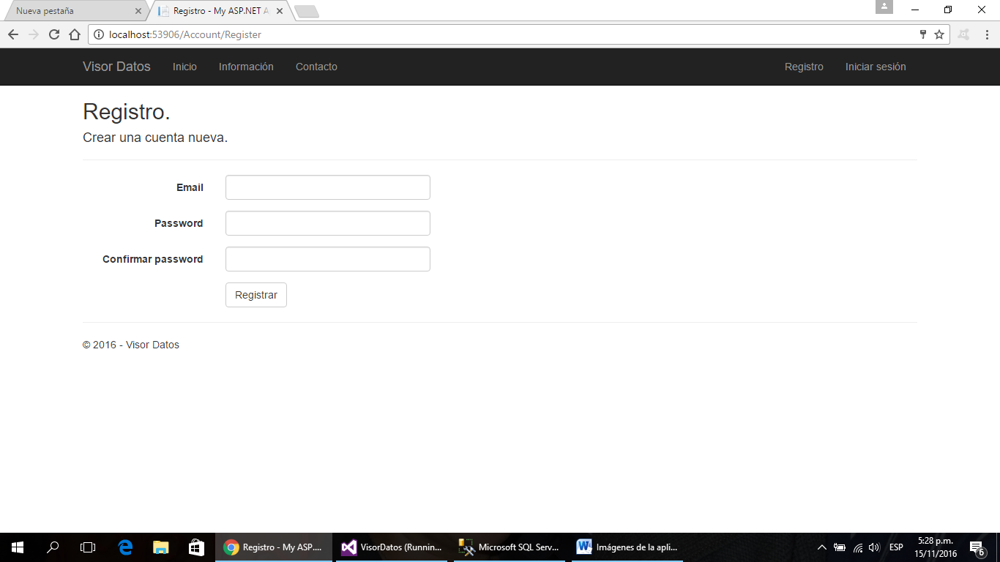 Nueva pestaña
Registro - My ASP.NET A
localhost:53906/Account/Register
Visor Datos Inicio Información Contacto Registro Iniciar sesión
Registro.
Crear una cuenta nueva.
Email
Password
Confirmar password
Registrar
© 2016 - Visor Datos
Registro - My ASP....
VisorDatos (Runnin...
Microsoft SQL Serv...
Imágenes de la apli...
ESP
5:28 p.m.
15/11/2016
6